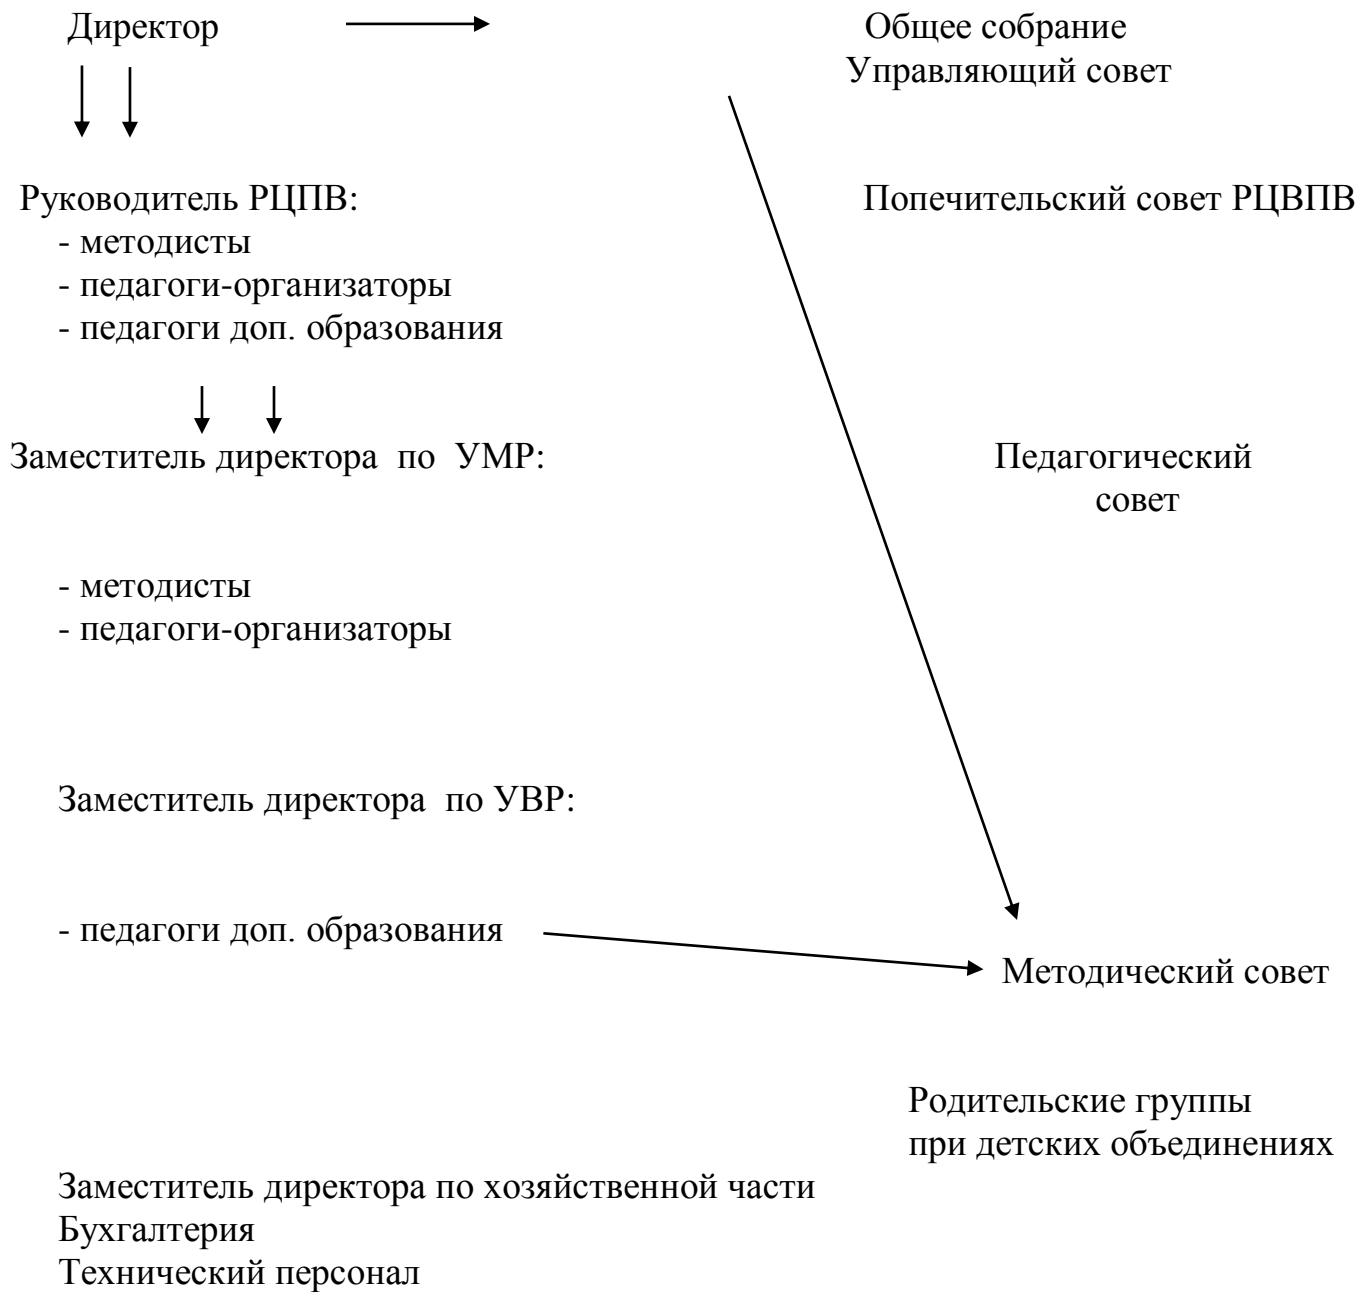 Директор
Общее собрание
Управляющий совет
Руководитель РЦПВ:
Попечительский совет РЦВПВ
- методисты
- педагоги-организаторы
- педагоги доп. образования
Заместитель директора по УМР:
Педагогический
совет
- методисты
- педагоги-организаторы
Заместитель директора по УВР:
- педагоги доп. образования
Методический совет
Родительские группы
при детских объединениях
Заместитель директора по хозяйственной части
Бухгалтерия
Технический персонал